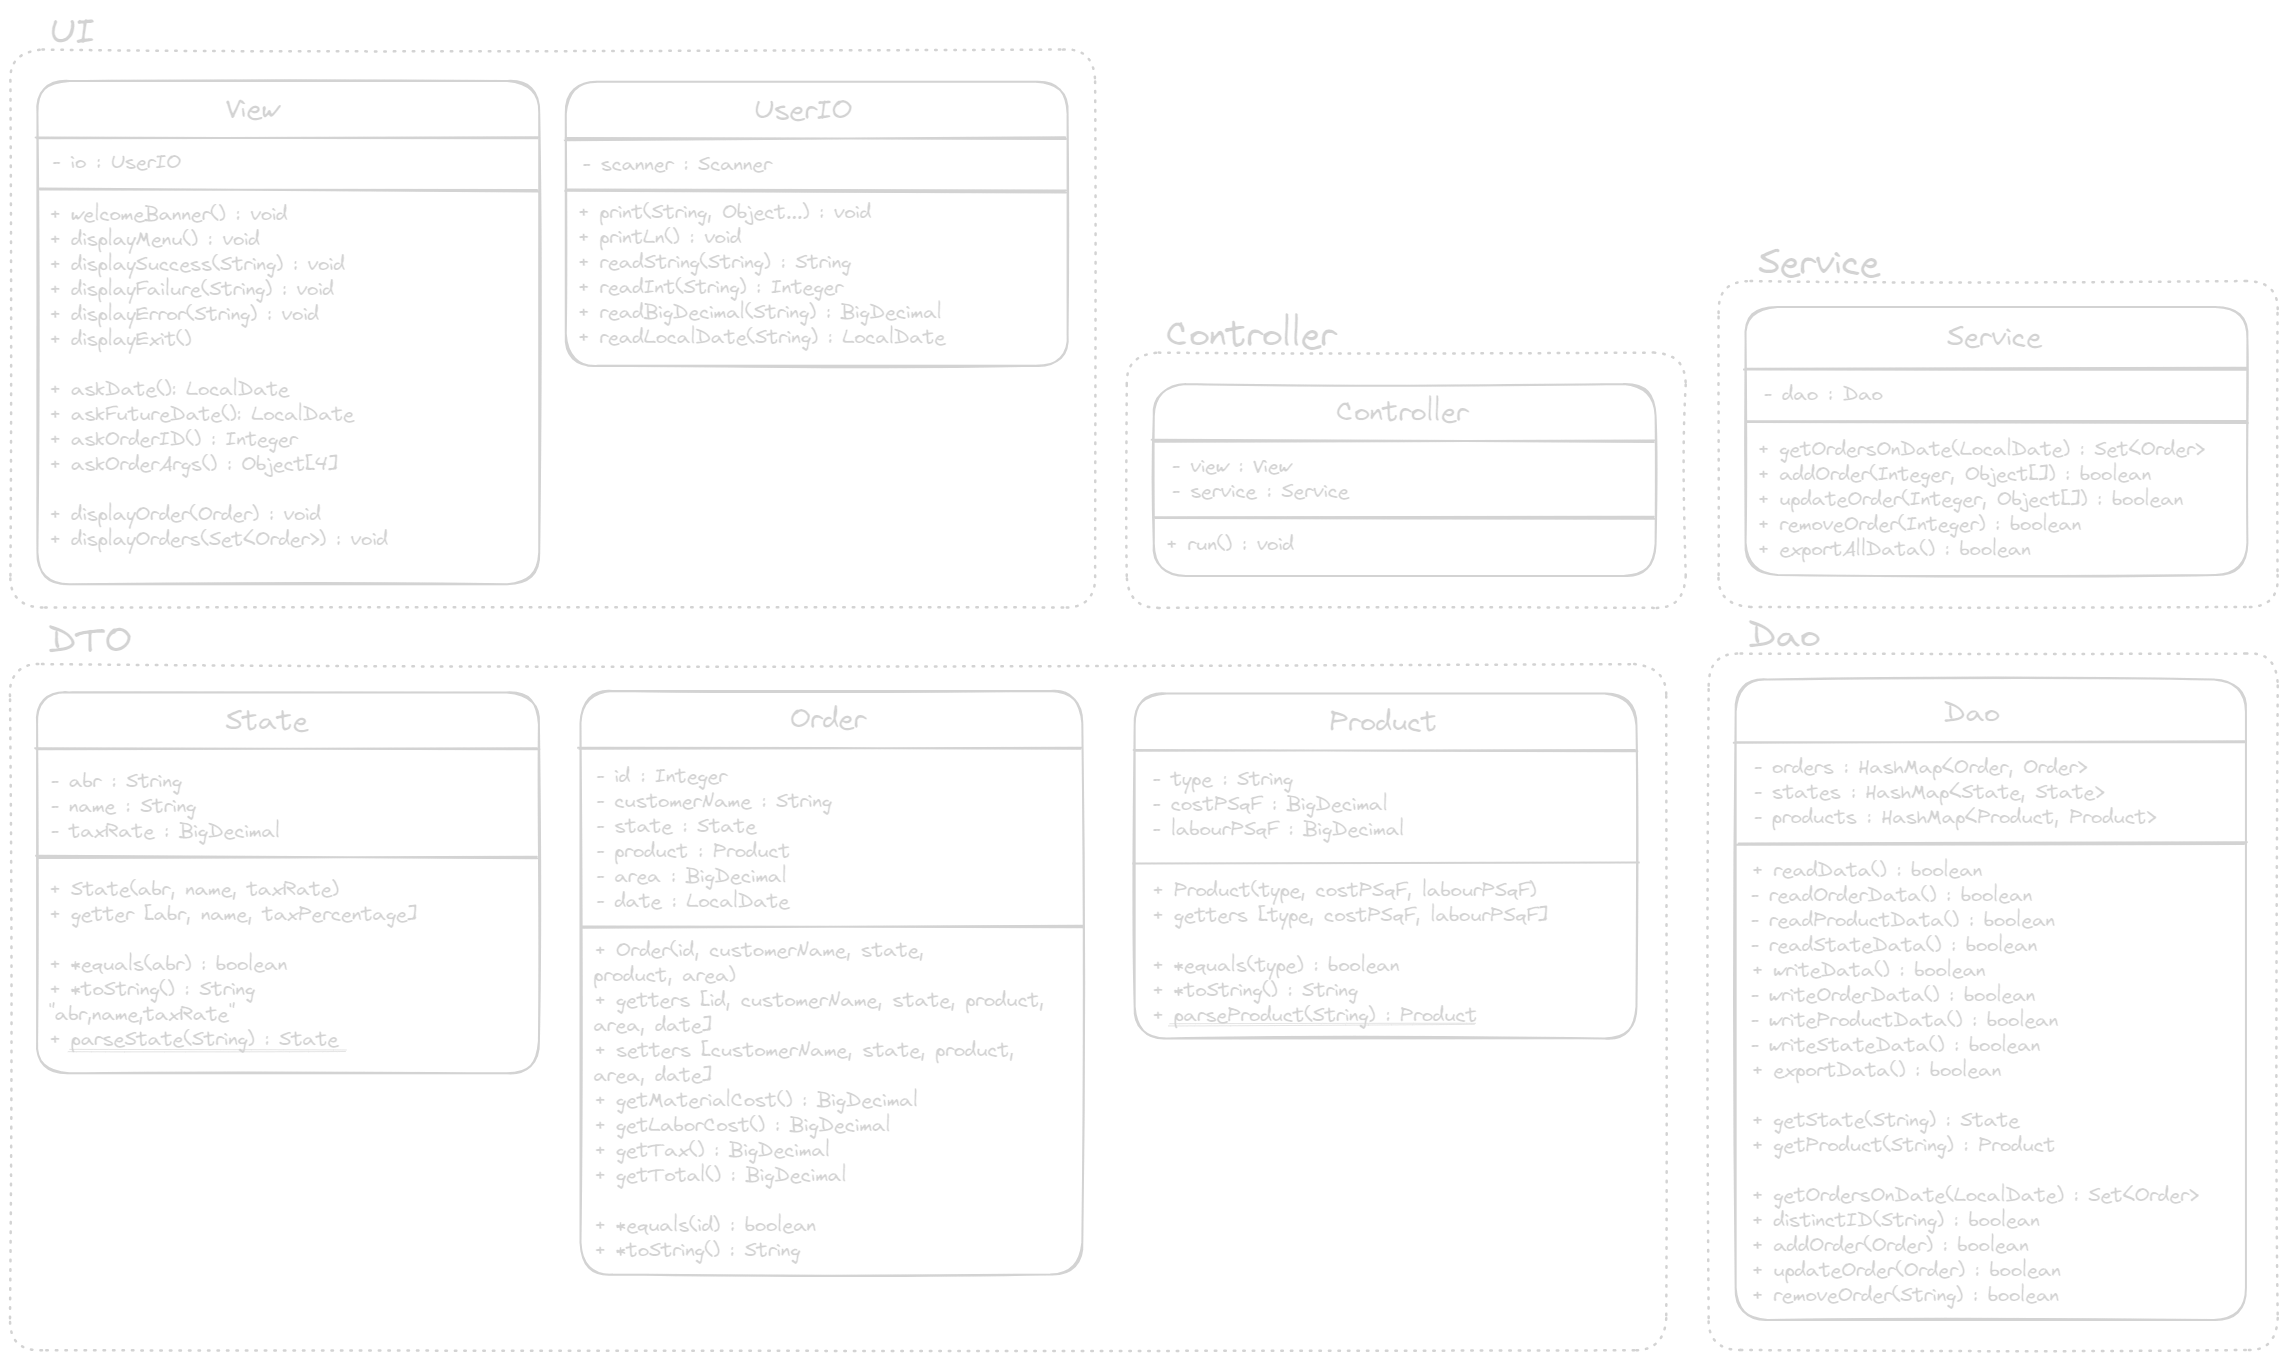 UI
View
- io : UserIO
+ welcomeBanner() : void
+ displayMenu() : void
+ displaySuccess(String) : void
+ displayFailure(String) : void
+ displayError(String) : void
+ displayExit()
+ askDate(): LocalDate
+ askFutureDate(): LocalDate
+ askOrderID() : Integer
+ askOrderArgs() : Object[4]
+ displayOrder(Order) : void
+ displayOrders(Set<Order>) : void
UserIO
- scanner : Scanner
+ print(String, Object...) : void
+ printLn() : void
+ readString(String) : String
+ readInt(String) : Integer
+ readBigDecimal(String) : BigDecimal
+ readLocalDate(String) : LocalDate
Controller
Controller
- view : View
- service : Service
+ run() : void
Service
Service
- dao : Dao
+ getOrdersOnDate(LocalDate) : Set<Order>
+ addOrder(Integer, Object[]) : boolean
+ updateOrder(Integer, Object[]) : boolean
+ removeOrder(Integer) : boolean
+ exportAllData() : boolean
DTO
State
- abr : String
- name : String
- taxRate : BigDecimal
+ State(abr, name, taxRate)
+ getter [abr, name, taxPercentage]
+ *equals(abr) : boolean
+ *toString() : String
"abr,name,taxRate"
+ parseState(String) : State
Order
- id : Integer
- customerName : String
- state : State
- product : Product
- area : BigDecimal
- date : LocalDate
+ Order(id, customerName, state,
product, area)
+ getters [id, customerName, state, product,
area, date]
+ setters [customerName, state, product,
area, date]
+ getMaterialCost() : BigDecimal
+ getLaborCost() : BigDecimal
+ getTax() : BigDecimal
+ getTotal() : BigDecimal
+ *equals(id) : boolean
+ *toString() : String
Product
- type : String
- costPSqF : BigDecimal
- labourPSqF : BigDecimal
+ Product(type, costPSqF, labourPSqF)
+ getters [type, costPSqF, labourPSqF]
+ *equals(type) : boolean
+ *toString() : String
+ parseProduct(String) : Product
Dao
Dao
- orders : HashMap<Order, Order>
- states : HashMap<State, State>
- products : HashMap<Product, Product>
+ readData() : boolean
- readOrderData() : boolean
- readProductData() : boolean
- readStateData() : boolean
+ writeData() : boolean
- writeOrderData() : boolean
- writeProductData() : boolean
- writeStateData() : boolean
+ exportData() : boolean
+ getState(String) : State
+ getProduct(String) : Product
+ getOrdersOnDate(LocalDate) : Set<Order>
+ distinctID(String) : boolean
+ addOrder(Order) : boolean
+ updateOrder(Order) : boolean
+ removeOrder(String) : boolean